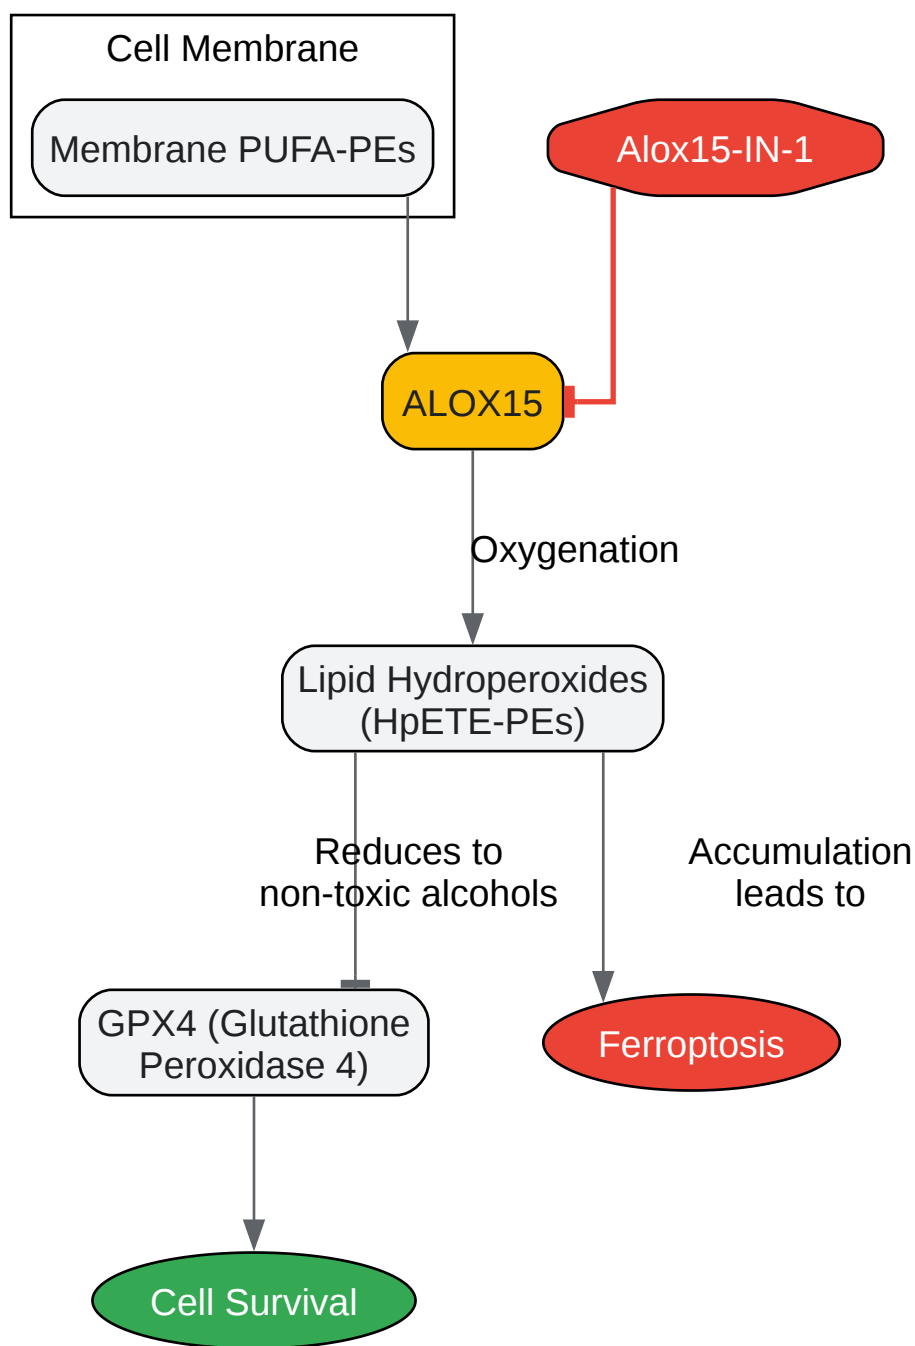 Cell Membrane
Membrane PUFA-PEs
Alox15-IN-1
ALOX15
Oxygenation
Lipid Hydroperoxides
(HpETE-PEs)
Reduces to
non-toxic alcohols
Accumulation
leads to
GPX4 (Glutathione
Peroxidase 4)
Ferroptosis
Cell Survival